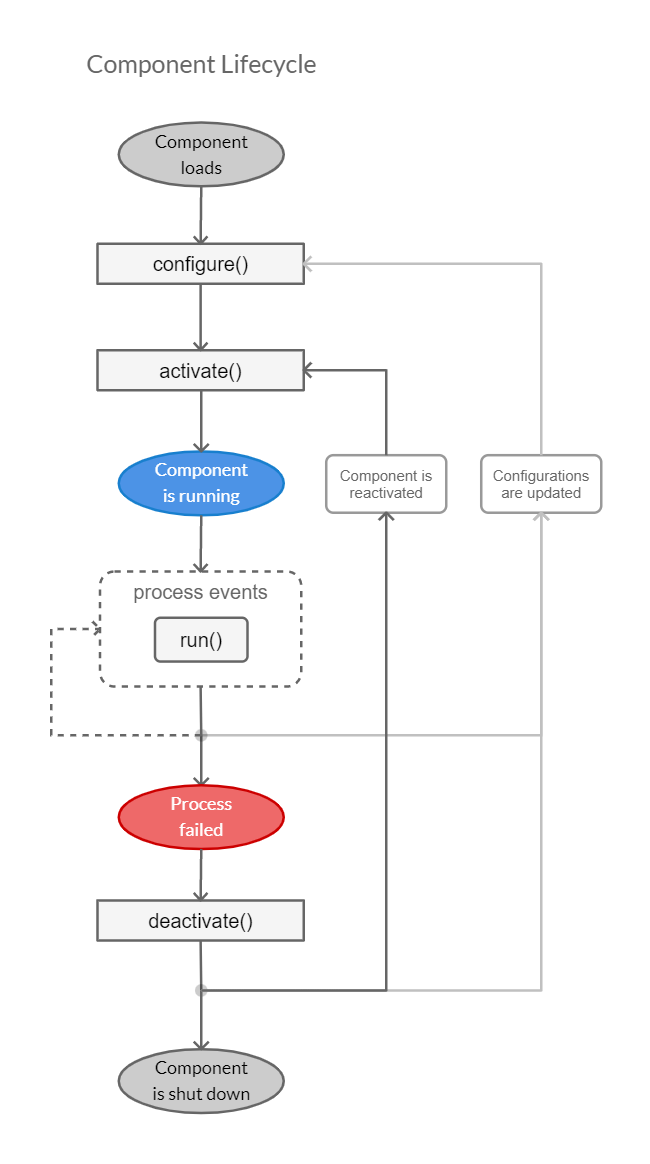 Component Lifecycle
Component
loads
configure()
activate()
Component
is running
Component is
reactivated
Configurations
are updated
process events
run()
Process
failed
deactivate()
Component
is shut down